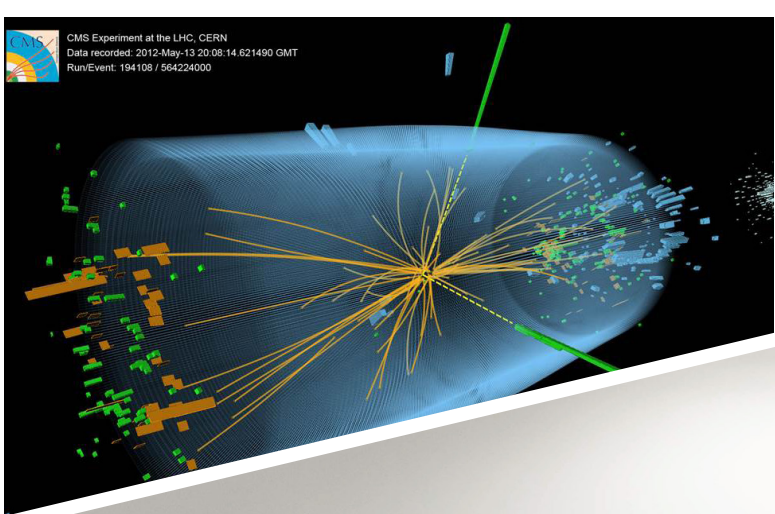 CMS
CMS Experiment at the LHC, CERN
Data recorded: 2012-May-13 20:08:14.621490 GMT
Run/Event: 194108 / 564224000